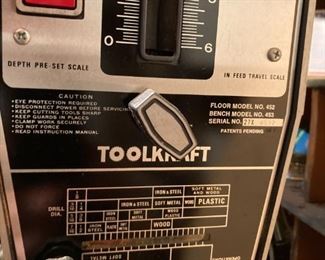 0 6
DEPTH PRE-SET SCALE
IN FEED TRAVEL SCALE
CAUTION
•EYE PROTECTION REQUIRED
•DISCONNECT POWER BEFORE SERVICING
•KEEP CUTTING TOOLS SHARP
•KEEP GUARDS IN PLACES
•CLAMP WORK SECURELY
•DO NOT FORCE
•READ INSTRUCTION MANUAL
FLOOR MODEL NO. 452
BENCH MODEL NO. 453
SERIAL NO.
PATENTS PENDING
TOOLKRAFT
DRILL
DIA.
IRON & STEEL
SOFT METAL AND WOOD
IRON & STEEL
SOFT METAL
WOOD
PLASTIC
WOOD
SOFT METAL